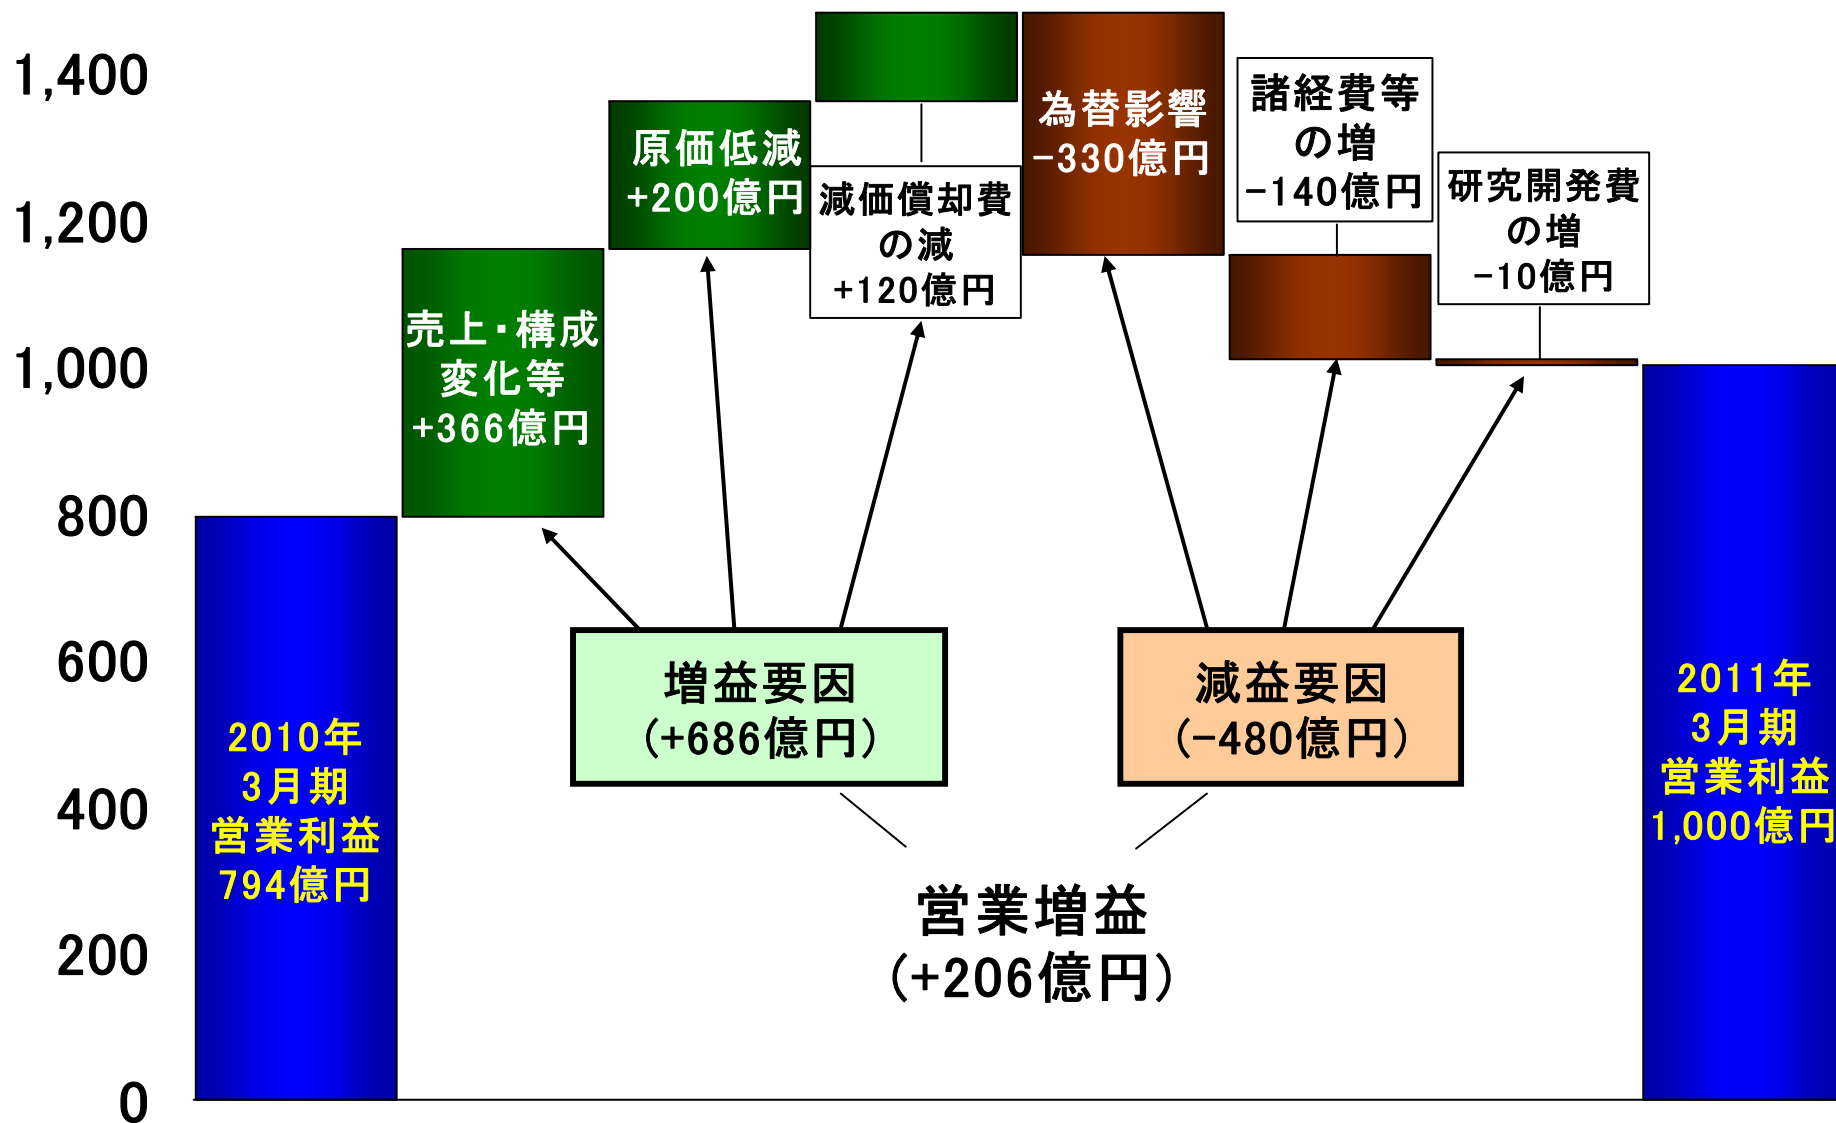 1,400
1,200
1,000
800
600
400
200
0
2010年
3月期
営業利益
794億円
売上・構成
変化等
+366億円
原価低減
+200億円
減価償却費
の減
+120億円
為替影響
-330億円
諸経費等
の増
-140億円
研究開発費
の増
-10億円
2011年
3月期
営業利益
1,000億円
増益要因
(+686億円)
減益要因
(-480億円)
営業増益
(+206億円)